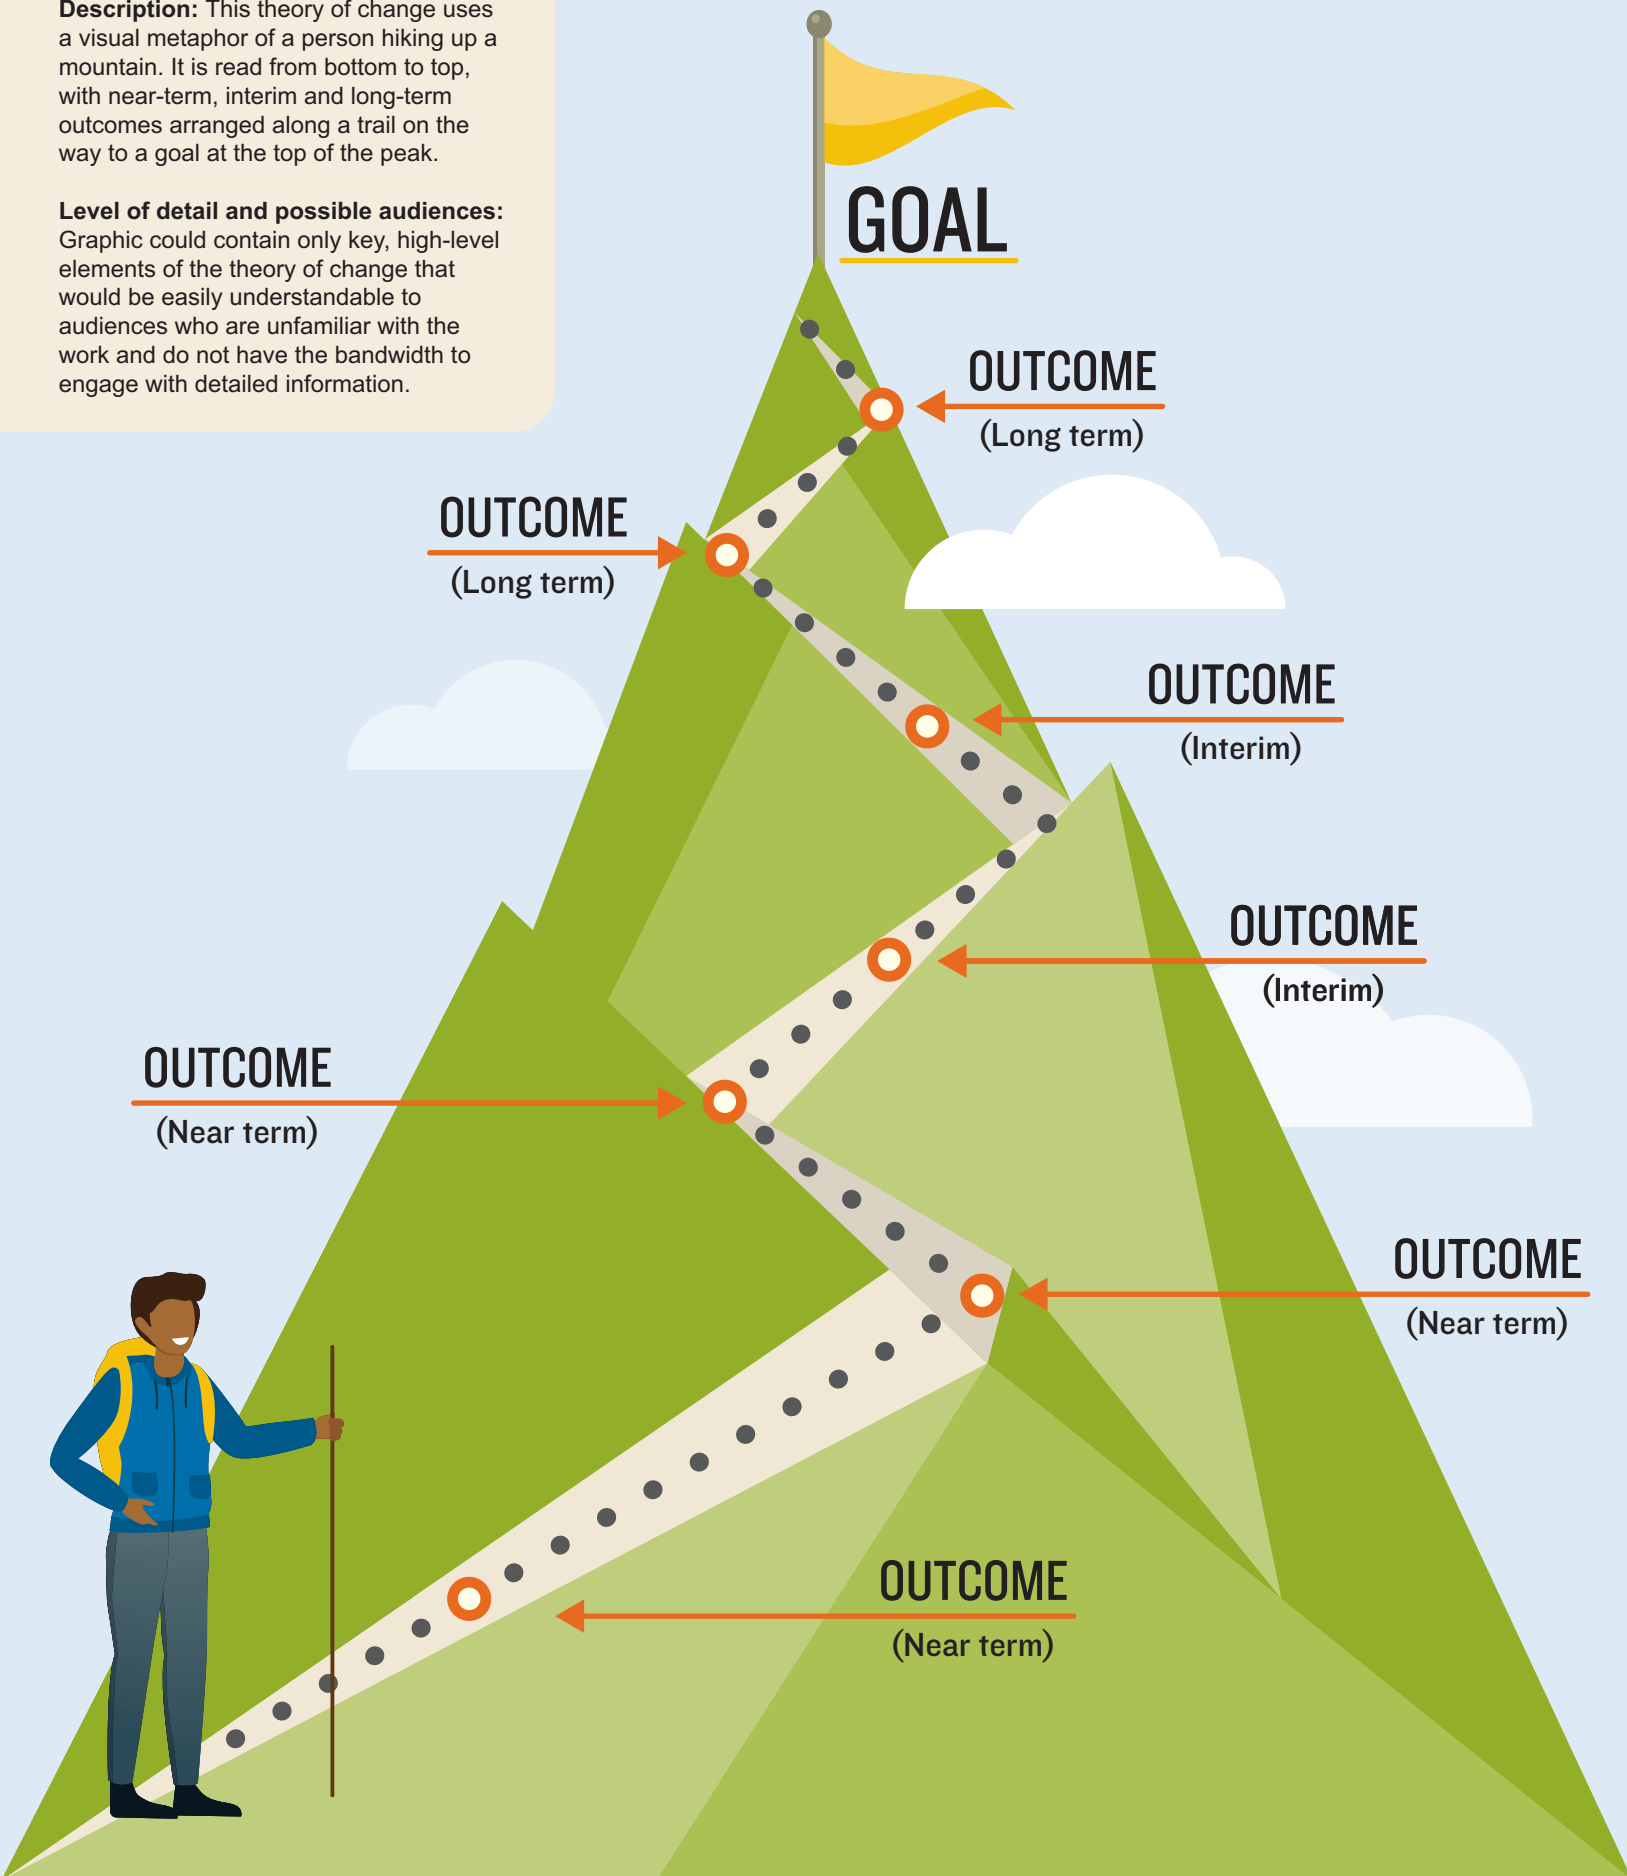 Description: This theory of change uses
a visual metaphor of a person hiking up a
mountain. It is read from bottom to top,
with near-term, interim and long-term
outcomes arranged along a trail on the
way to a goal at the top of the peak.
Level of detail and possible audiences:
Graphic could contain only key, high-level
elements of the theory of change that
would be easily understandable to
audiences who are unfamiliar with the
work and do not have the bandwidth to
engage with detailed information.
GOAL
OUTCOME
(Long term)
OUTCOME
(Long term)
OUTCOME
(Interim)
OUTCOME
(Interim)
OUTCOME
(Near term)
OUTCOME
(Near term)
OUTCOME
(Near term)